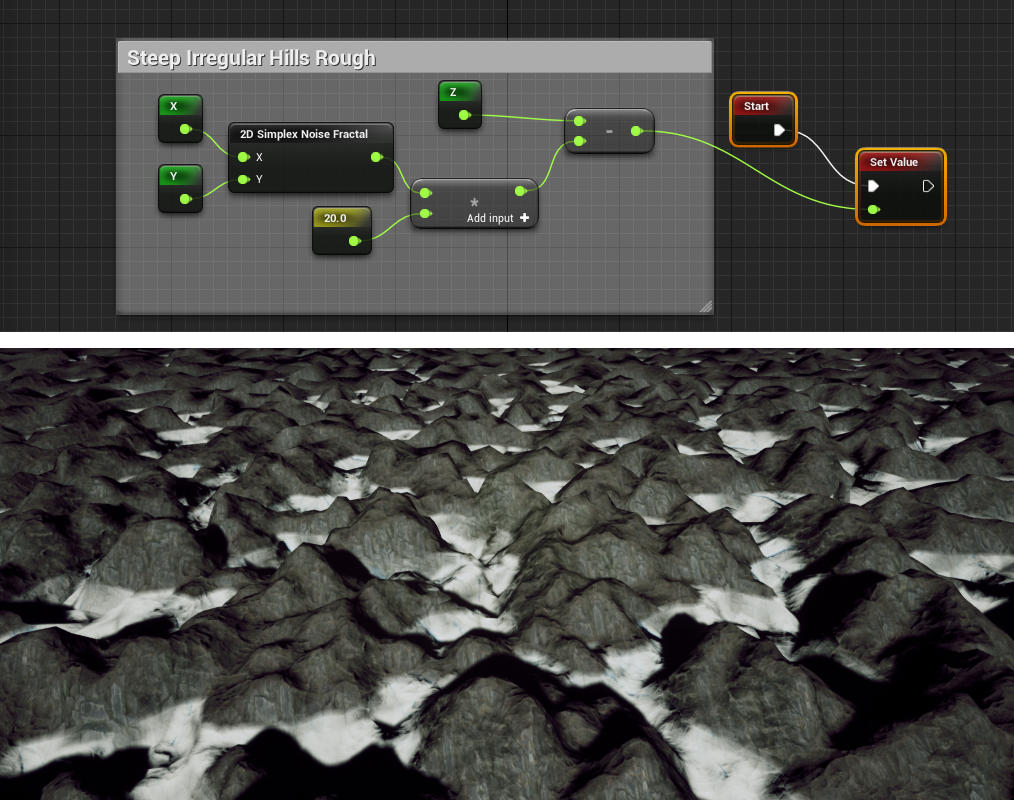 Steep Irregular Hills Rough
X
Y
2D Simplex Noise Fractal
X
Y
20.0
Z
*
Add input +
-
Start
Set Value